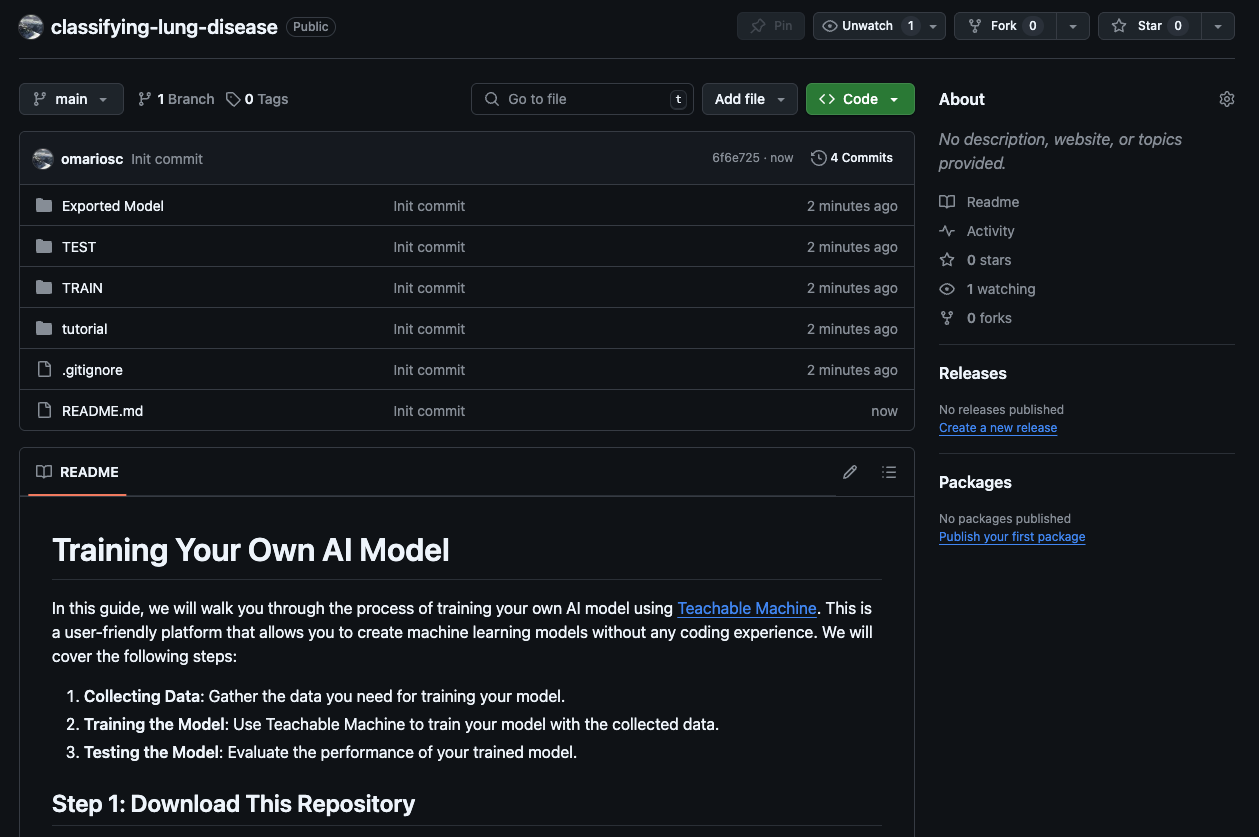 classifying-lung-disease Public Pin Unwatch 1 Fork 0 Star 0
main 1 Branch 0 Tags Go to file t Add file Code
omariosc Init commit 6f6e725 · now 4 Commits
Exported Model Init commit 2 minutes ago
TEST Init commit 2 minutes ago
TRAIN Init commit 2 minutes ago
tutorial Init commit 2 minutes ago
.gitignore Init commit 2 minutes ago
README.md Init commit now
README
Training Your Own AI Model
In this guide, we will walk you through the process of training your own AI model using Teachable Machine. This is
a user-friendly platform that allows you to create machine learning models without any coding experience. We will
cover the following steps:
1. Collecting Data: Gather the data you need for training your model.
2. Training the Model: Use Teachable Machine to train your model with the collected data.
3. Testing the Model: Evaluate the performance of your trained model.
Step 1: Download This Repository
About
No description, website, or topics
provided.
Readme
Activity
0 stars
1 watching
0 forks
Releases
No releases published
Create a new release
Packages
No packages published
Publish your first package